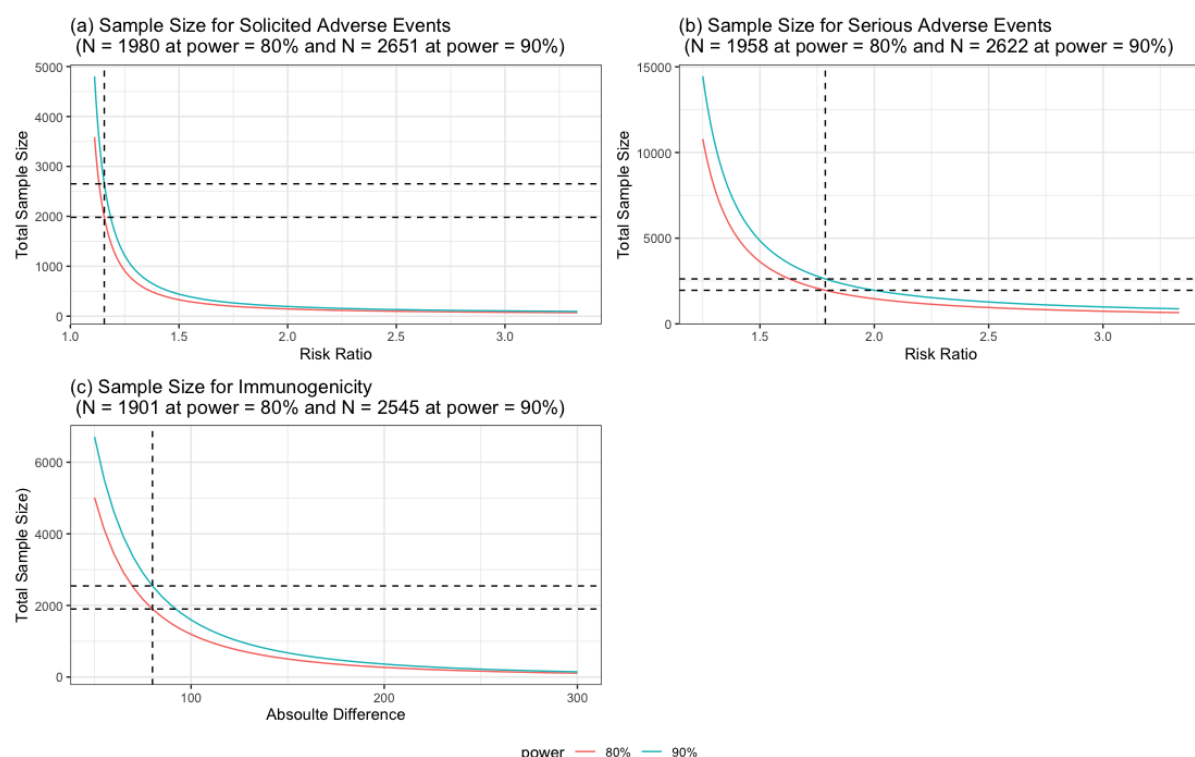 (a) Sample Size for Solicited Adverse Events
(N = 1980 at power = 80% and N = 2651 at power = 90%)
5000
4000
3000
2000
1000
0
Total Sample Size
1.0 1.5 2.0 2.5 3.0
Risk Ratio
(b) Sample Size for Serious Adverse Events
(N = 1958 at power = 80% and N = 2622 at power = 90%)
15000
10000
5000
0
Total Sample Size
1.5 2.0 2.5 3.0
Risk Ratio
(c) Sample Size for Immunogenicity
(N = 1901 at power = 80% and N = 2545 at power = 90%)
6000
4000
2000
0
Total Sample Size)
100 200 300
Absoulte Difference
power 80% 90%